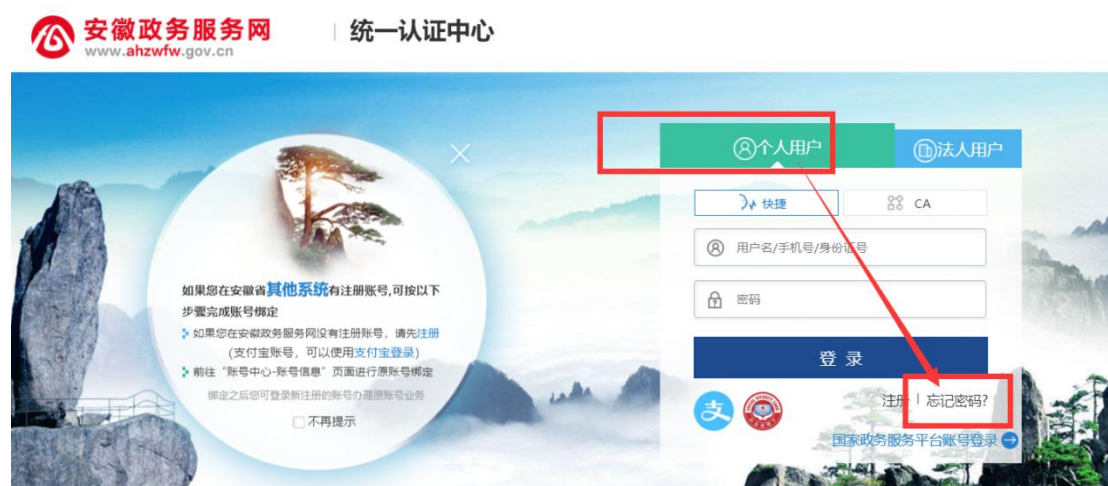 安徽政务服务网
www.ahzwfw.gov.cn
统一认证中心
个人用户
法人用户
快捷
CA
用户名/手机号/身份证号
密码
登录
注册 | 忘记密码?
国家政务服务平台账号登录
如果您在安徽省其他系统有注册账号,可按以下
步骤完成账号绑定
如果您在安徽政务服务网没有注册账号，请先注册
(支付宝账号，可以使用支付宝登录)
前往“账号中心-账号信息”页面进行原账号绑定
绑定之后您可登录新注册的账号办理原账号业务
不再提示
支